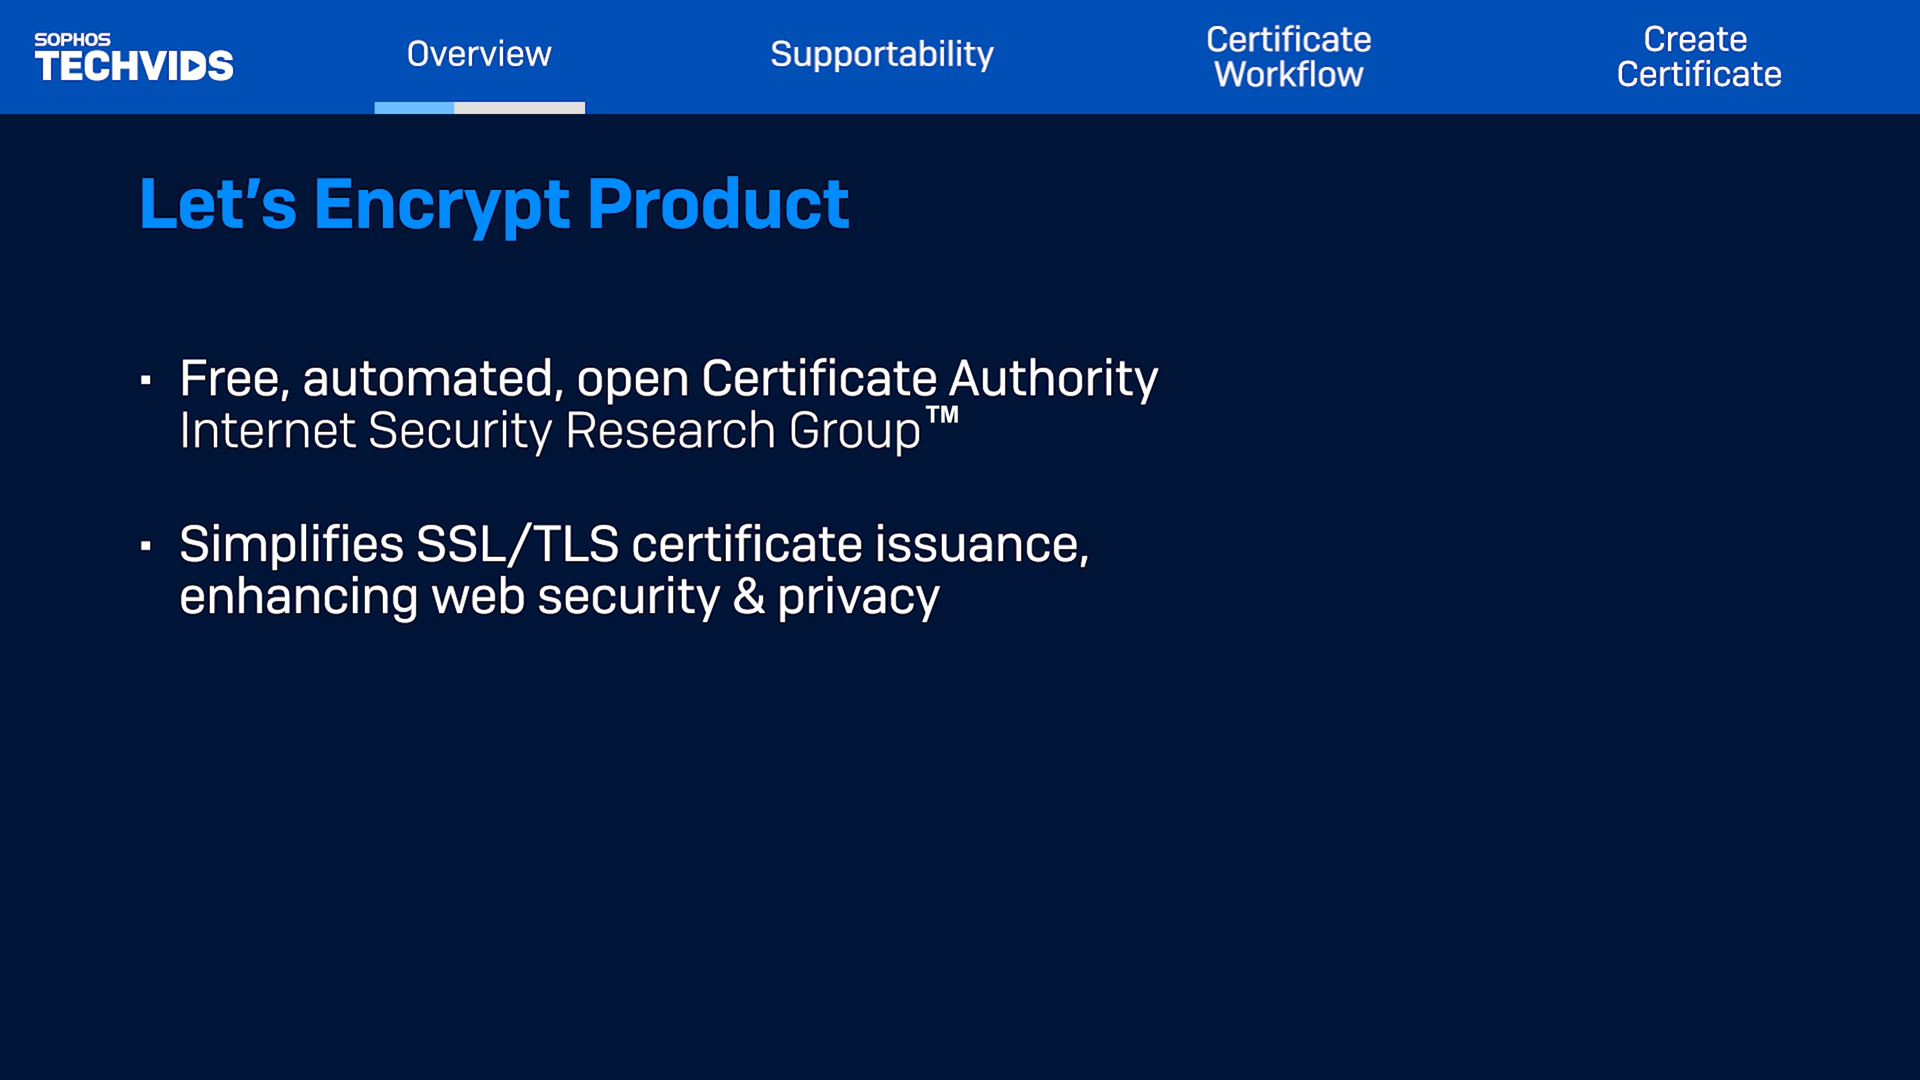 SOPHOS
TECHVIDS
Overview
Supportability
Certificate
Workflow
Create
Certificate
Let’s Encrypt Product
▪ Free, automated, open Certificate Authority
Internet Security Research Group™
▪ Simplifies SSL/TLS certificate issuance,
enhancing web security & privacy